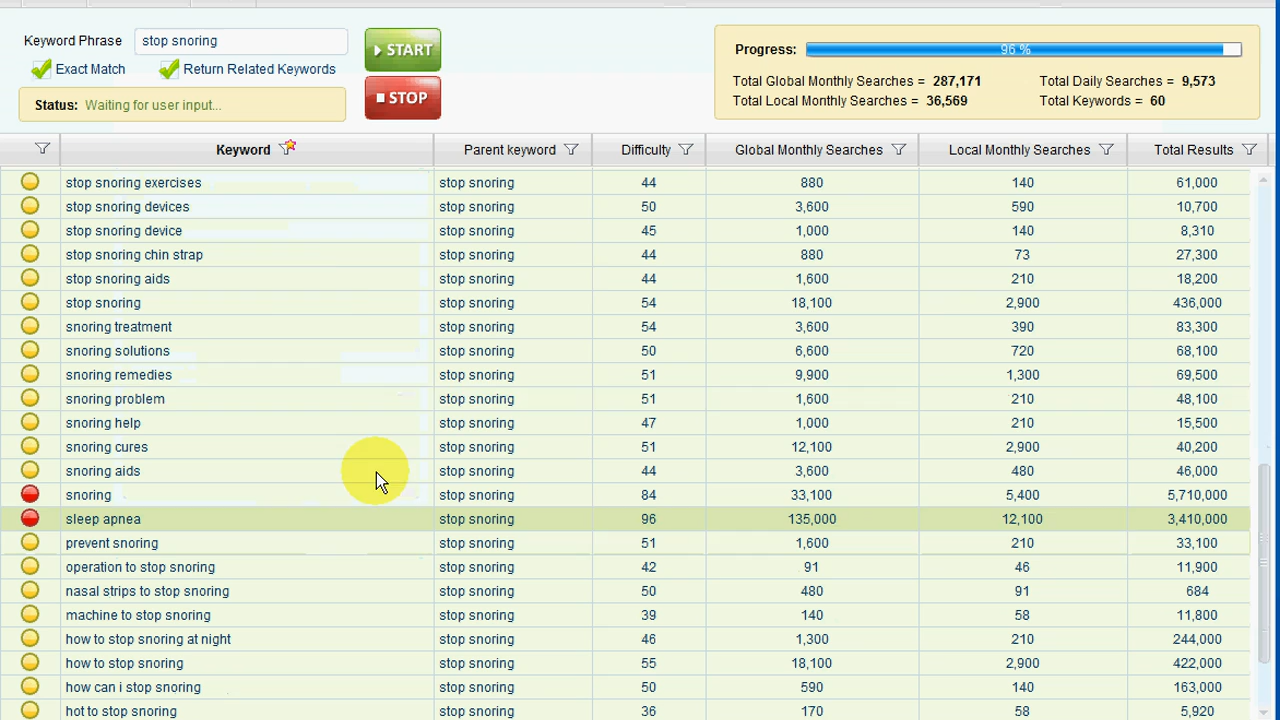 Keyword Phrase stop snoring START
Exact Match Return Related Keywords
Status: Waiting for user input... STOP
Progress: 96 %
Total Global Monthly Searches = 287,171 Total Daily Searches = 9,573
Total Local Monthly Searches = 36,569 Total Keywords = 60
Keyword Parent keyword Difficulty Global Monthly Searches Local Monthly Searches Total Results
stop snoring exercises stop snoring 44 880 140 61,000
stop snoring devices stop snoring 50 3,600 590 10,700
stop snoring device stop snoring 45 1,000 140 8,310
stop snoring chin strap stop snoring 44 880 73 27,300
stop snoring aids stop snoring 44 1,600 210 18,200
stop snoring stop snoring 54 18,100 2,900 436,000
snoring treatment stop snoring 54 3,600 390 83,300
snoring solutions stop snoring 50 6,600 720 68,100
snoring remedies stop snoring 51 9,900 1,300 69,500
snoring problem stop snoring 51 1,600 210 48,100
snoring help stop snoring 47 1,000 210 15,500
snoring cures stop snoring 51 12,100 2,900 40,200
snoring aids stop snoring 44 3,600 480 46,000
snoring stop snoring 84 33,100 5,400 5,710,000
sleep apnea stop snoring 96 135,000 12,100 3,410,000
prevent snoring stop snoring 51 1,600 210 33,100
operation to stop snoring stop snoring 42 91 46 11,900
nasal strips to stop snoring stop snoring 50 480 91 684
machine to stop snoring stop snoring 39 140 58 11,800
how to stop snoring at night stop snoring 46 1,300 210 244,000
how to stop snoring stop snoring 55 18,100 2,900 422,000
how can i stop snoring stop snoring 50 590 140 163,000
hot to stop snoring stop snoring 36 170 58 5,920